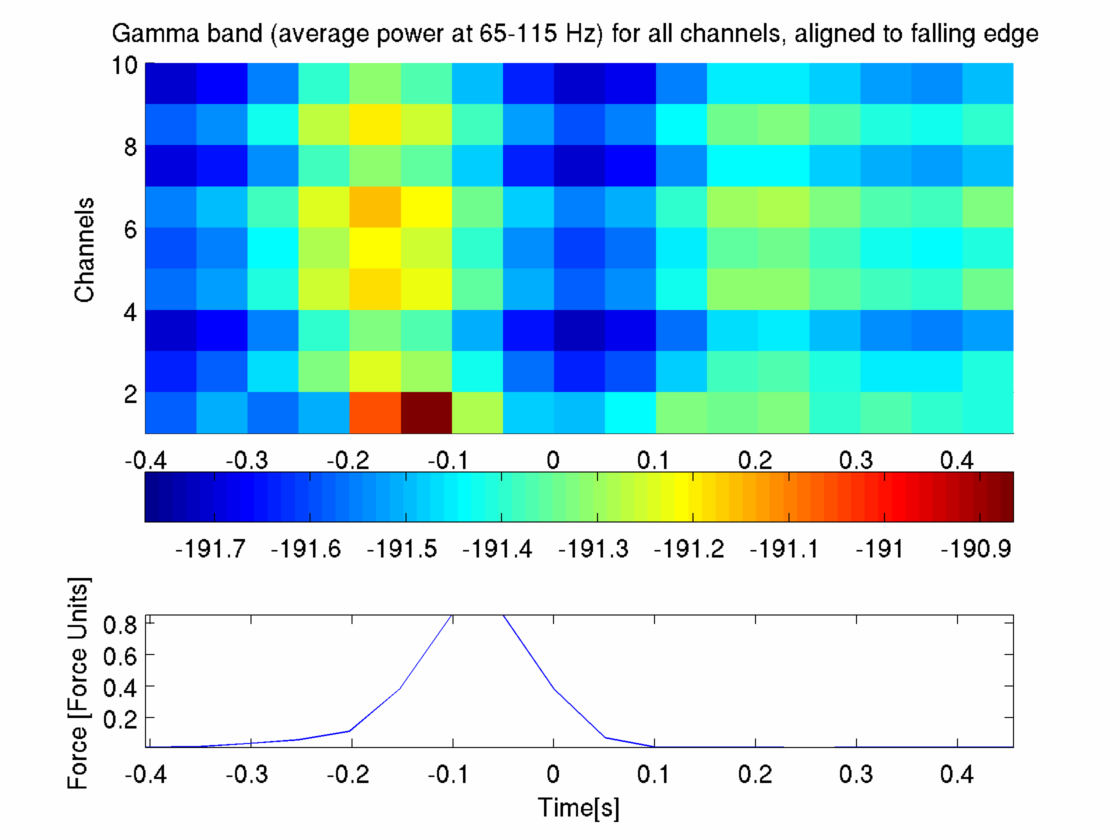 Gamma band (average power at 65-115 Hz) for all channels, aligned to falling edge
10
8
6
4
2
Channels
-0.4 -0.3 -0.2 -0.1 0 0.1 0.2 0.3 0.4
-191.7 -191.6 -191.5 -191.4 -191.3 -191.2 -191.1 -191 -190.9
0.8
0.6
0.4
0.2
Force [Force Units]
-0.4 -0.3 -0.2 -0.1 0 0.1 0.2 0.3 0.4
Time[s]